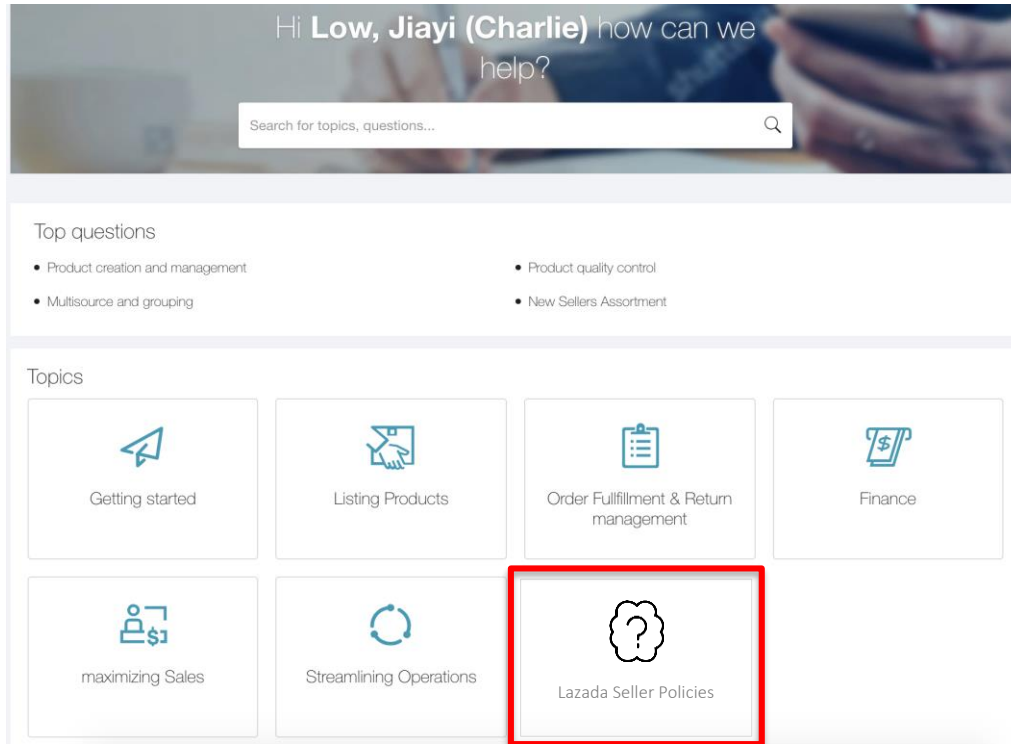 Hi Low, Jiayi (Charlie) how can we
help?
Search for topics, questions...
Top questions
• Product creation and management
• Product quality control
• Multisource and grouping
• New Sellers Assortment
Topics
Getting started
Listing Products
Order Fullfillment & Return
management
Finance
maximizing Sales
Streamlining Operations
Lazada Seller Policies